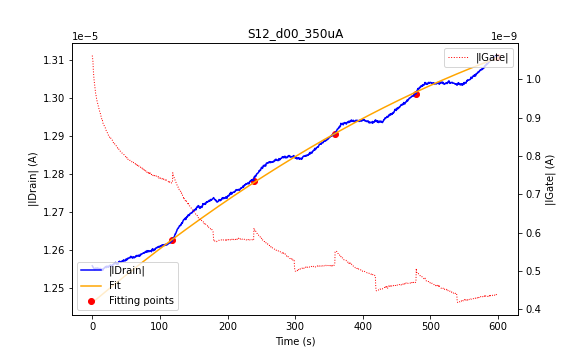 S12_d00_350uA
1e−5
1e−9
1.31
1.30
1.29
1.28
1.27
1.26
1.25
|IDrain| (A)
1.0
0.9
0.8
0.7
0.6
0.5
0.4
|IGate| (A)
|IGate|
|IDrain|
Fit
Fitting points
0 100 200 300 400 500 600
Time (s)